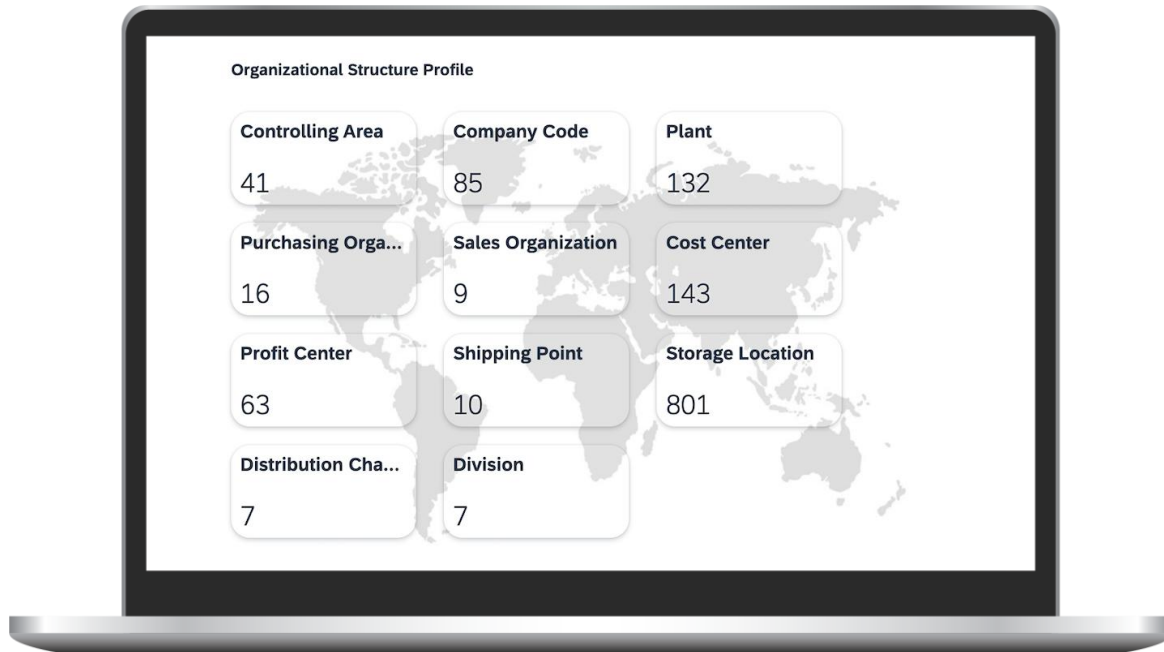 Organizational Structure Profile
Controlling Area
41
Company Code
85
Plant
132
Purchasing Orga...
16
Sales Organization
9
Cost Center
143
Profit Center
63
Shipping Point
10
Storage Location
801
Distribution Cha...
7
Division
7